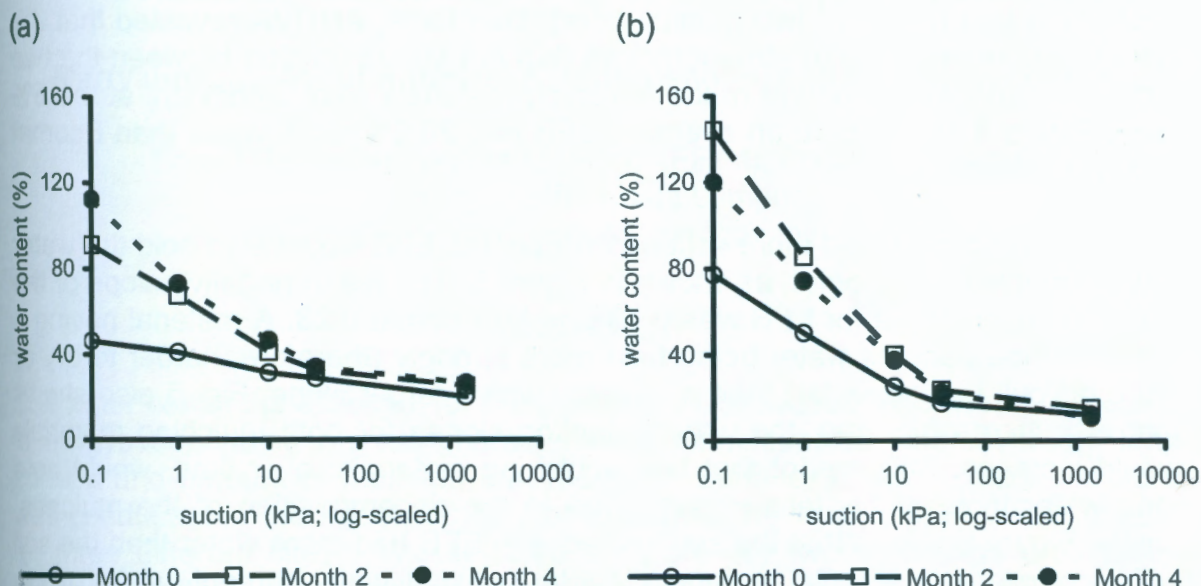 (a)
water content (%)
160
120
80
40
0
0.1 1 10 100 1000 10000
suction (kPa; log-scaled)
Month 0 Month 2 Month 4
(b)
water content (%)
160
120
80
40
0
0.1 1 10 100 1000 10000
suction (kPa; log-scaled)
Month 0 Month 2 Month 4